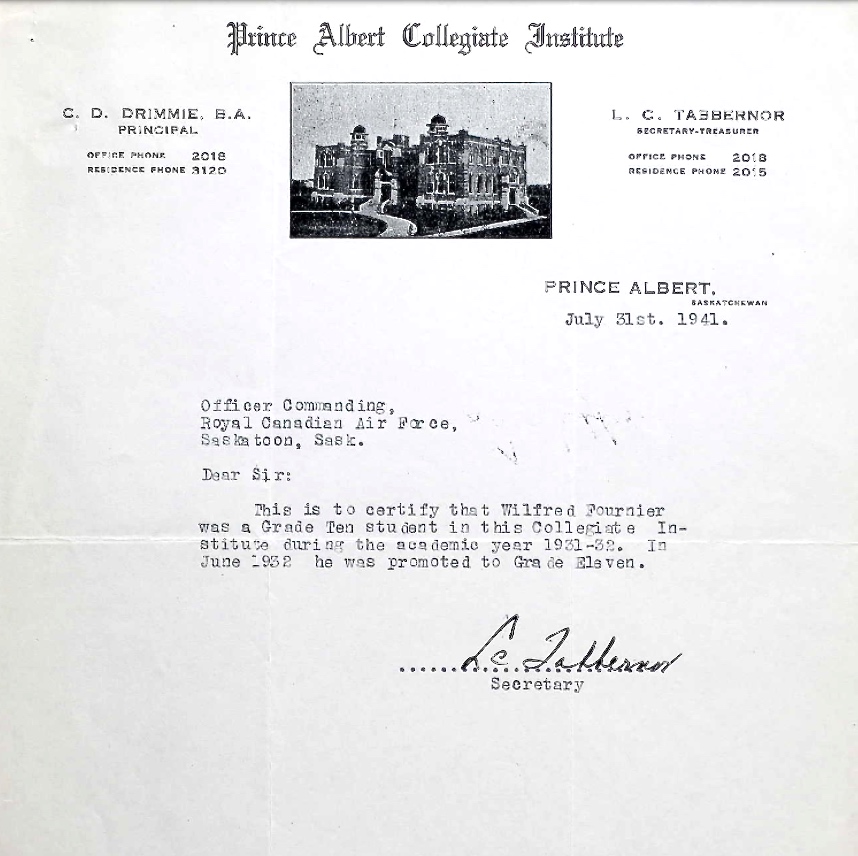 Prince Albert Collegiate Institute
C. D. DRIMMIE, B.A.
PRINCIPAL
OFFICE PHONE 2018
RESIDENCE PHONE 3120
L. C. TABBERNOR
SECRETARY-TREASURER
OFFICE PHONE 2018
RESIDENCE PHONE 2015
PRINCE ALBERT,
SASKATCHEWAN
July 31st. 1941.
Officer Commanding,
Royal Canadian Air Force,
Saskatoon, Sask.
Dear Sir:
This is to certify that Wilfred Fournier
was a Grade Ten student in this Collegiate In-
stitute during the academic year 1931-32. In
June 1932 he was promoted to Grade Eleven.
L C Tabbernor
Secretary